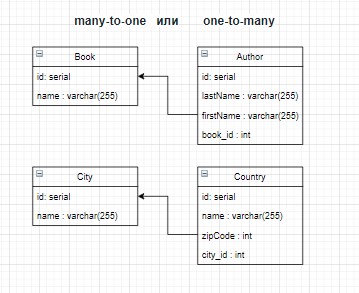 many-to-one или one-to-many
Book
id: serial
name : varchar(255)
Author
id: serial
lastName : varchar(255)
firstName : varchar(255)
book_id : int
City
id: serial
name : varchar(255)
Country
id: serial
name : varchar(255)
zipCode : int
city_id : int